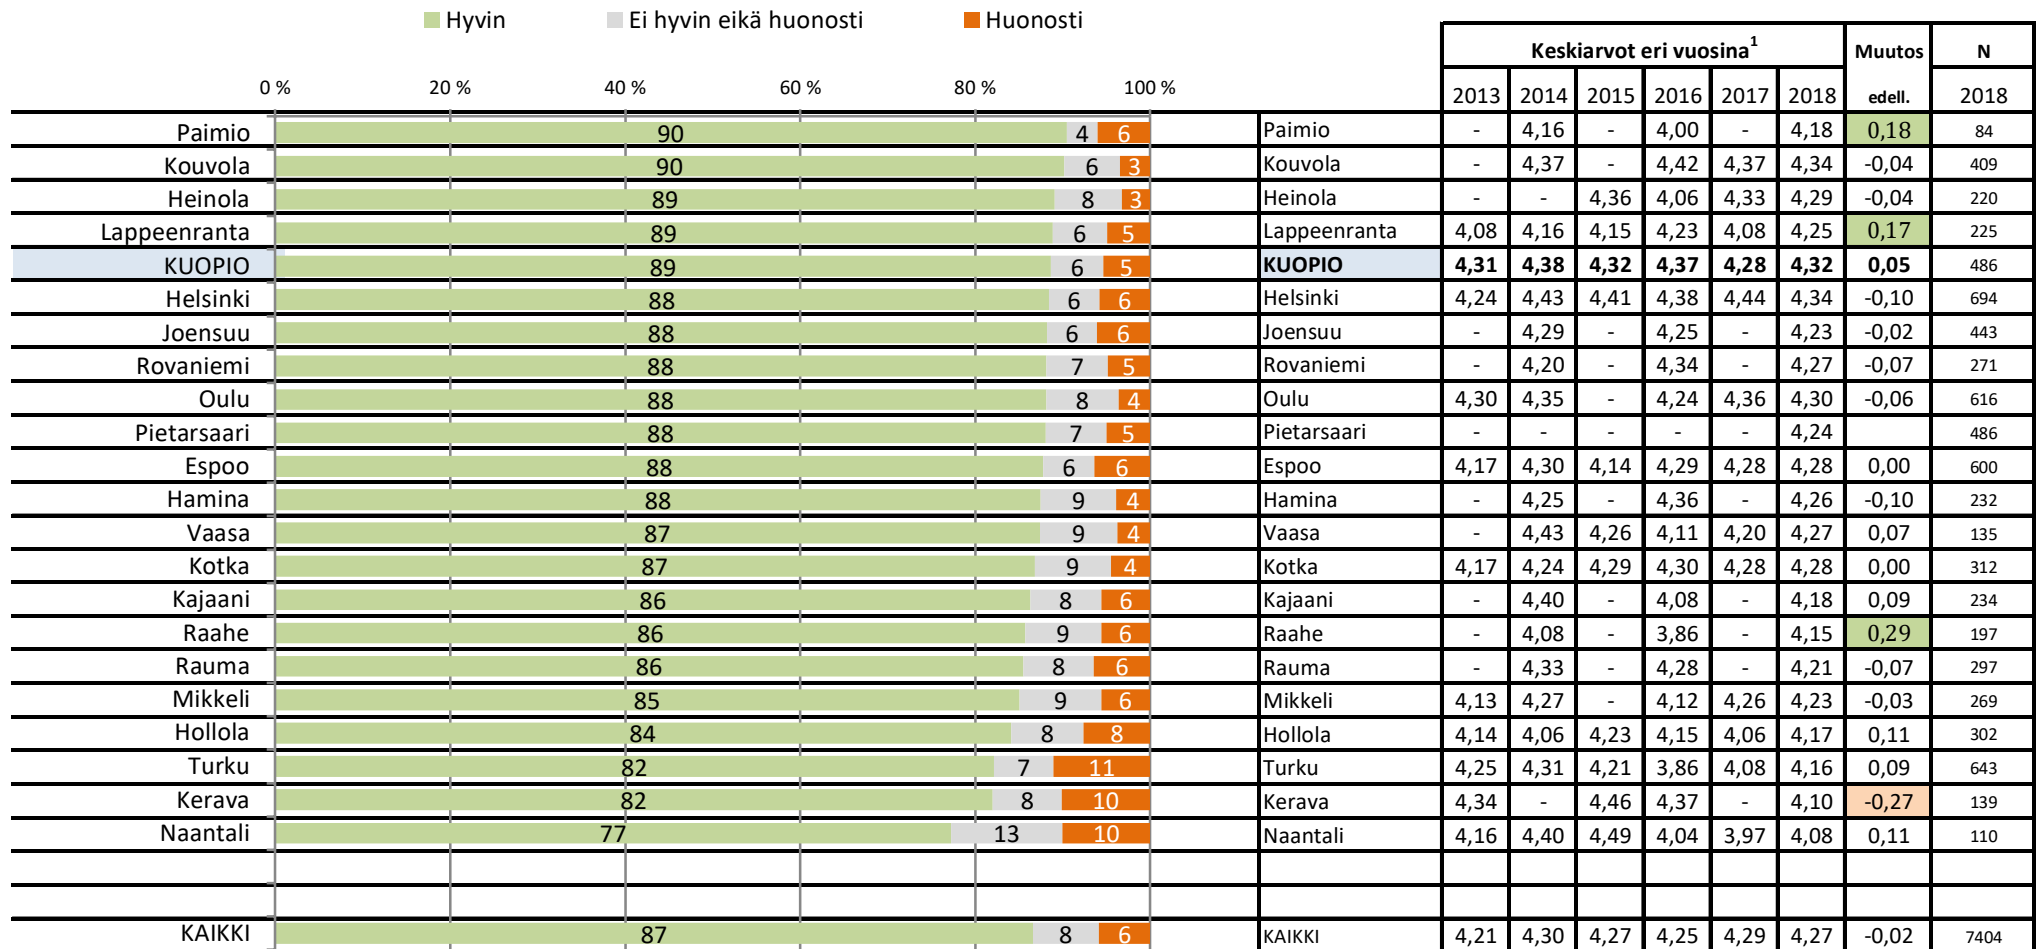 Hyvin Ei hyvin eikä huonosti Huonosti
Keskiarvot eri vuosina1 Muutos N
0 % 20 % 40 % 60 % 80 % 100 % 2013 2014 2015 2016 2017 2018 edell. 2018
Paimio 90 4 6 Paimio - 4,16 - 4,00 - 4,18 0,18 84
Kouvola 90 6 3 Kouvola - 4,37 - 4,42 4,37 4,34 -0,04 409
Heinola 89 8 3 Heinola - - 4,36 4,06 4,33 4,29 -0,04 220
Lappeenranta 89 6 5 Lappeenranta 4,08 4,16 4,15 4,23 4,08 4,25 0,17 225
KUOPIO 89 6 5 KUOPIO 4,31 4,38 4,32 4,37 4,28 4,32 0,05 486
Helsinki 88 6 6 Helsinki 4,24 4,43 4,41 4,38 4,44 4,34 -0,10 694
Joensuu 88 6 6 Joensuu - 4,29 - 4,25 - 4,23 -0,02 443
Rovaniemi 88 7 5 Rovaniemi - 4,20 - 4,34 - 4,27 -0,07 271
Oulu 88 8 4 Oulu 4,30 4,35 - 4,24 4,36 4,30 -0,06 616
Pietarsaari 88 7 5 Pietarsaari - - - - - 4,24 486
Espoo 88 6 6 Espoo 4,17 4,30 4,14 4,29 4,28 4,28 0,00 600
Hamina 88 9 4 Hamina - 4,25 - 4,36 - 4,26 -0,10 232
Vaasa 87 9 4 Vaasa - 4,43 4,26 4,11 4,20 4,27 0,07 135
Kotka 87 9 4 Kotka 4,17 4,24 4,29 4,30 4,28 4,28 0,00 312
Kajaani 86 8 6 Kajaani - 4,40 - 4,08 - 4,18 0,09 234
Raahe 86 9 6 Raahe - 4,08 - 3,86 - 4,15 0,29 197
Rauma 86 8 6 Rauma - 4,33 - 4,28 - 4,21 -0,07 297
Mikkeli 85 9 6 Mikkeli 4,13 4,27 - 4,12 4,26 4,23 -0,03 269
Hollola 84 8 8 Hollola 4,14 4,06 4,23 4,15 4,06 4,17 0,11 302
Turku 82 7 11 Turku 4,25 4,31 4,21 3,86 4,08 4,16 0,09 643
Kerava 82 8 10 Kerava 4,34 - 4,46 4,37 - 4,10 -0,27 139
Naantali 77 13 10 Naantali 4,16 4,40 4,49 4,04 3,97 4,08 0,11 110
KAIKKI 87 8 6 KAIKKI 4,21 4,30 4,27 4,25 4,29 4,27 -0,02 7404